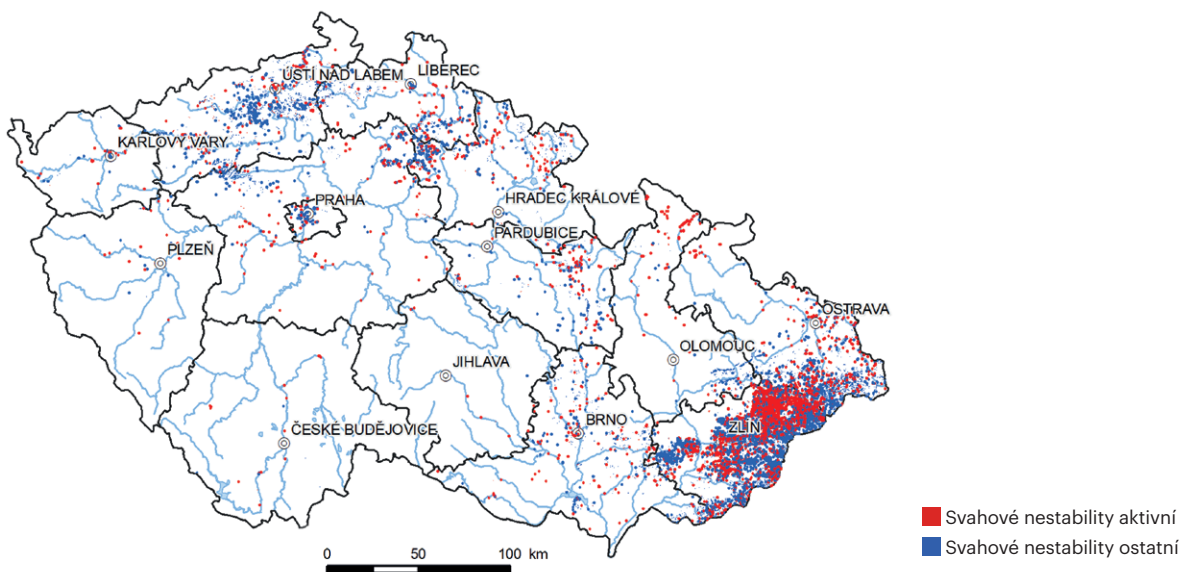 ÚSTÍ NAD LABEM
LIBEREC
KARLOVY VARY
PRAHA
HRADEC KRÁLOVÉ
PARDUBICE
PLZEŇ
OSTRAVA
OLOMOUC
JIHLAVA
BRNO
ČESKÉ BUDĚJOVICE
ZLÍN
Svahové nestability aktivní
Svahové nestability ostatní
0 50 100 km